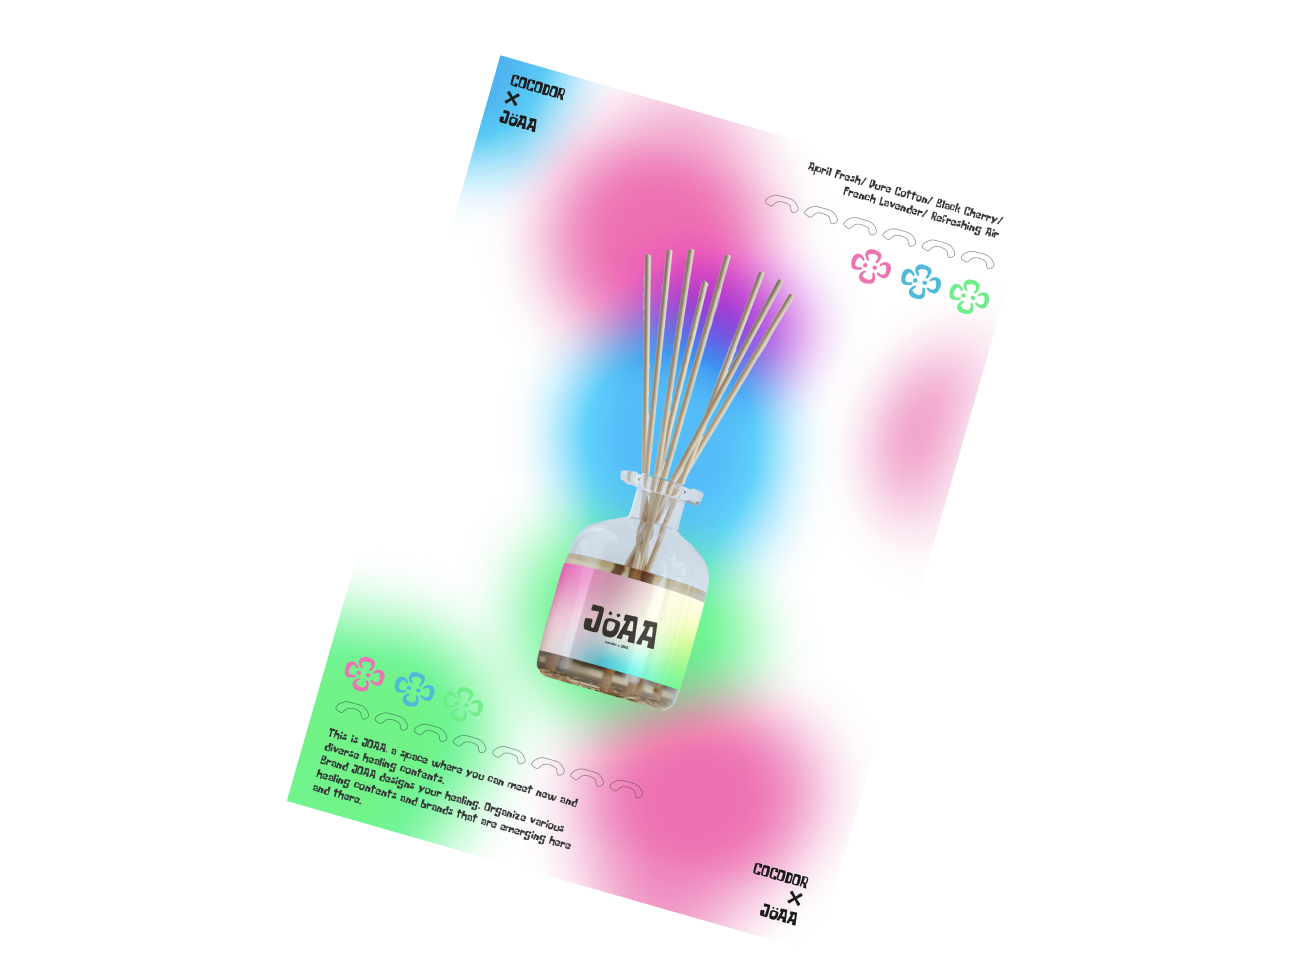 COCODOR
×
JöAA
April Fresh/ Pure Cotton/ Black Cherry/
French Lavender/ Refreshing Air
JöAA
This is JOAA. a space where you can meet new and
diverse healing contents.
Brand JOAA designs your healing. Organize various
healing contents and brands that are emerging here
and there.
COCODOR
×
JöAA